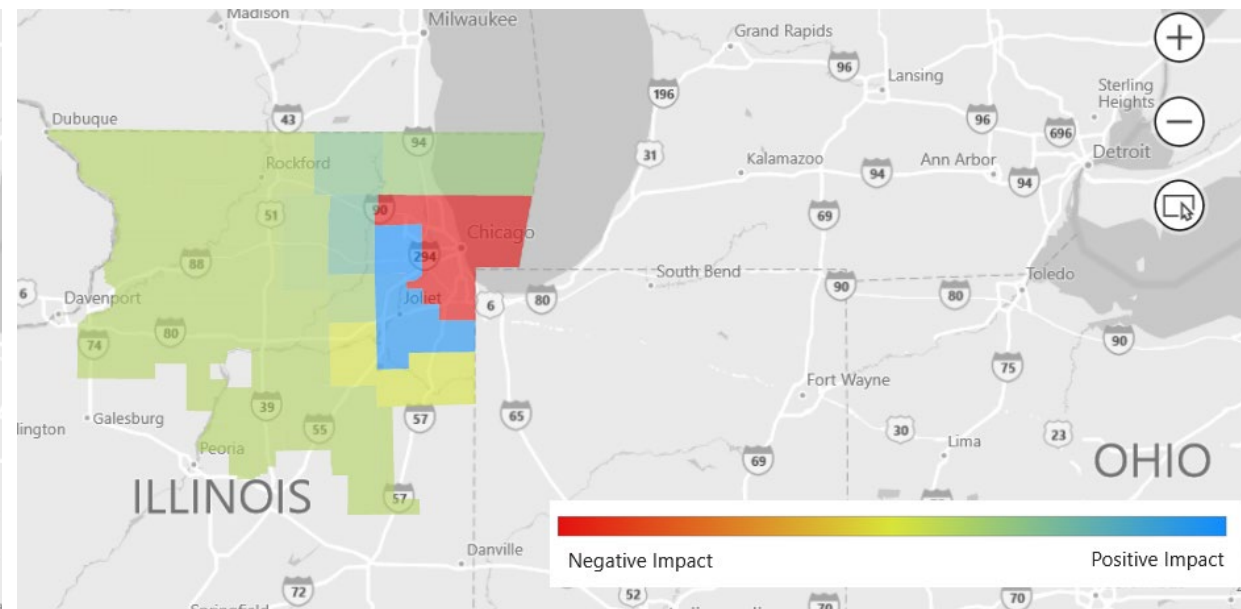 Madison
Milwaukee
Grand Rapids
96
Lansing
Sterling
Heights
196
43
Dubuque
96
696
94
31
Kalamazoo
Ann Arbor
Detroit
Rockford
94
94
51
90
69
Chicago
294
88
South Bend
Toledo
6
Davenport
Joliet
6
80
90
80
74
80
90
75
Fort Wayne
39
Galesburg
55
57
65
30
Lima
23
lington
Peoria
69
OHIO
ILLINOIS
57
Negative Impact
Positive Impact
Danville
72
52
70
70
Springfield